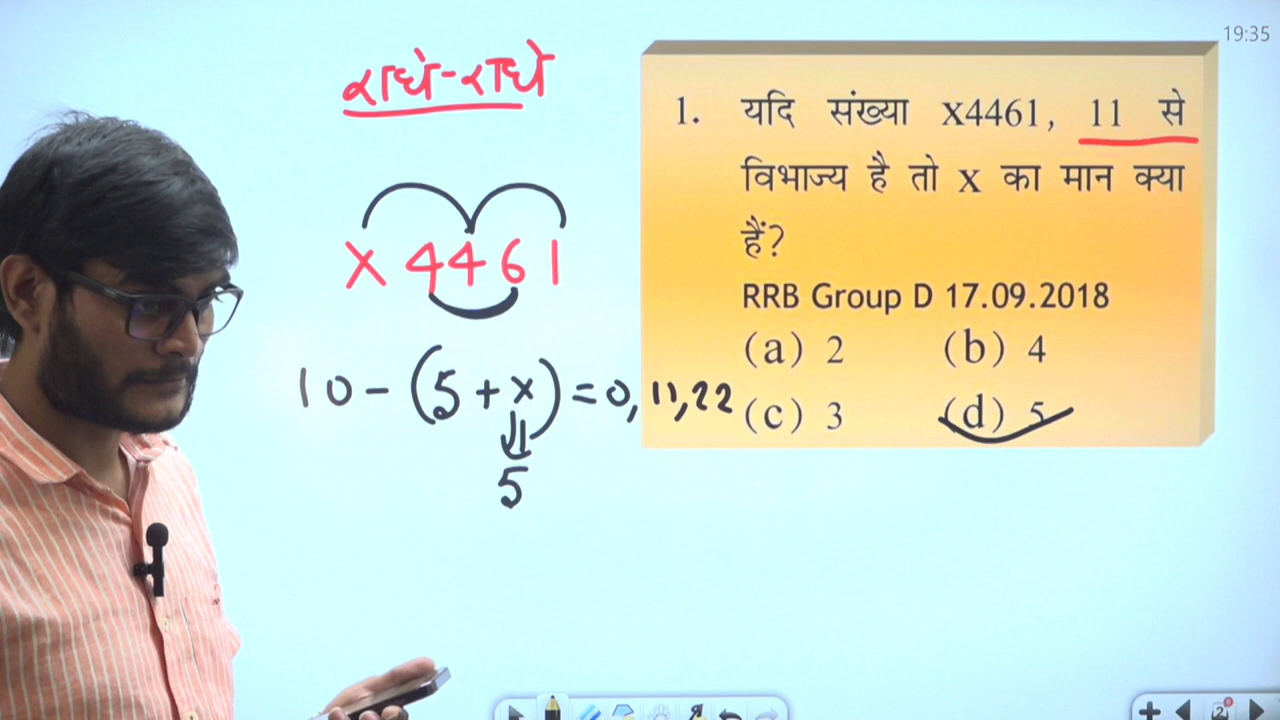 19:35
राधे-राधे
1. यदि संख्या X4461, 11 से
विभाज्य है तो X का मान क्या
हैं?
RRB Group D 17.09.2018
(a) 2 (b) 4
(c) 3 (d) 5
X 4461
10-(5+x)=0,11,22
5
2